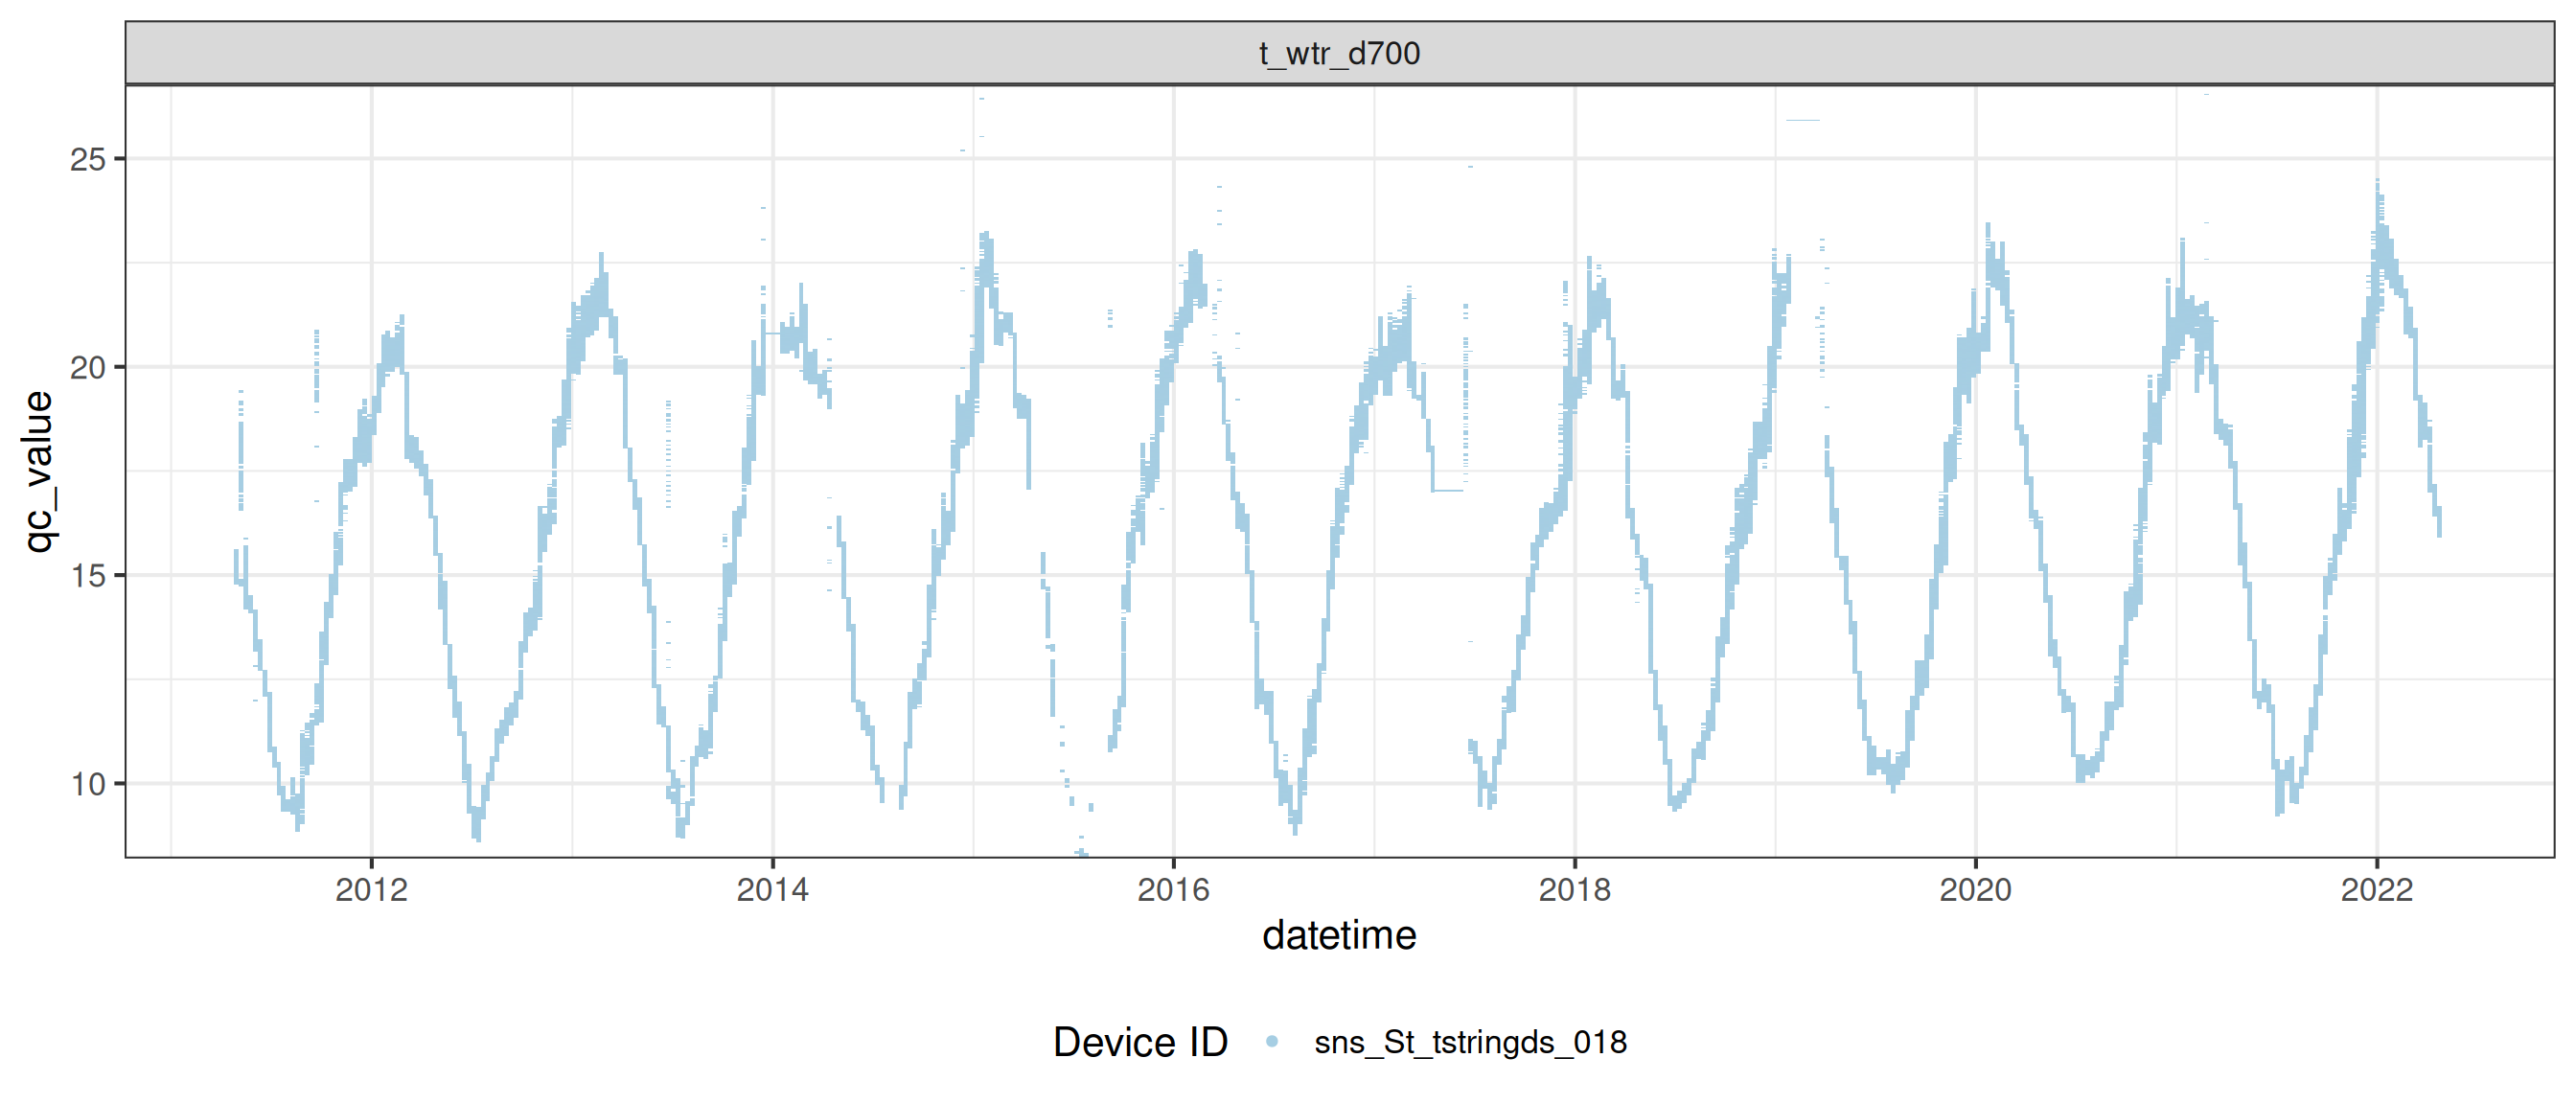 t_wtr_d700
qc_value
25
20
15
10
2012 2014 2016 2018 2020 2022
datetime
Device ID sns_St_tstringds_018